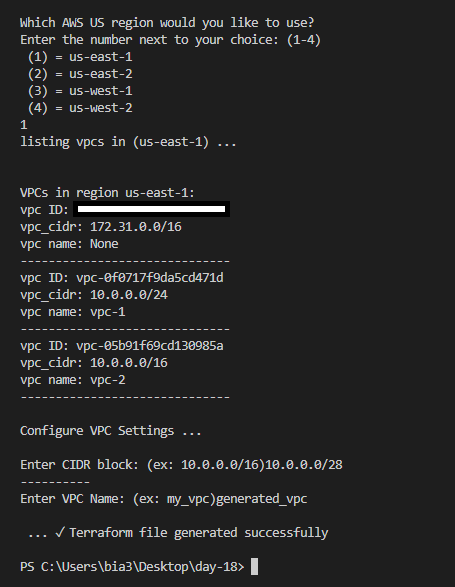 Which AWS US region would you like to use?
Enter the number next to your choice: (1-4)
(1) = us-east-1
(2) = us-east-2
(3) = us-west-1
(4) = us-west-2
1
listing vpcs in (us-east-1) ...
VPCs in region us-east-1:
vpc ID:
vpc_cidr: 172.31.0.0/16
vpc name: None
------------------------------
vpc ID: vpc-0f0717f9da5cd471d
vpc_cidr: 10.0.0.0/24
vpc name: vpc-1
------------------------------
vpc ID: vpc-05b91f69cd130985a
vpc_cidr: 10.0.0.0/16
vpc name: vpc-2
------------------------------
Configure VPC Settings ...
Enter CIDR block: (ex: 10.0.0.0/16)10.0.0.0/28
----------
Enter VPC Name: (ex: my_vpc)generated_vpc
... ✓ Terraform file generated successfully
PS C:\Users\bia3\Desktop\day-18>